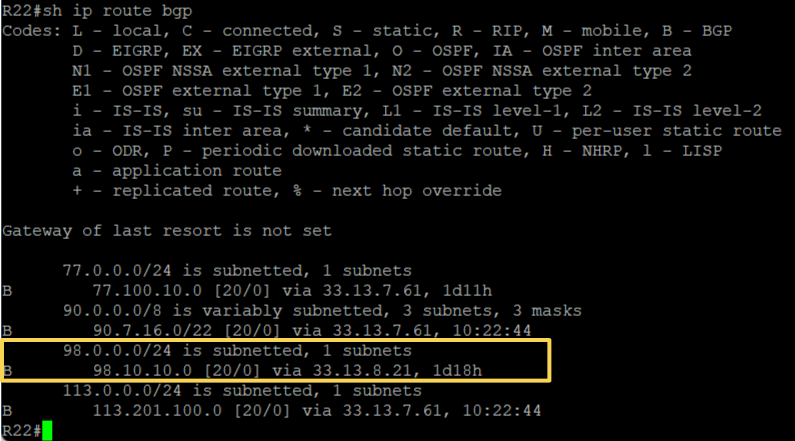 R22#sh ip route bgp
Codes: L - local, C - connected, S - static, R - RIP, M - mobile, B - BGP
D - EIGRP, EX - EIGRP external, O - OSPF, IA - OSPF inter area
N1 - OSPF NSSA external type 1, N2 - OSPF NSSA external type 2
E1 - OSPF external type 1, E2 - OSPF external type 2
i - IS-IS, su - IS-IS summary, L1 - IS-IS level-1, L2 - IS-IS level-2
ia - IS-IS inter area, * - candidate default, U - per-user static route
o - ODR, P - periodic downloaded static route, H - NHRP, l - LISP
a - application route
+ - replicated route, % - next hop override
Gateway of last resort is not set
77.0.0.0/24 is subnetted, 1 subnets
B 77.100.10.0 [20/0] via 33.13.7.61, 1d11h
90.0.0.0/8 is variably subnetted, 3 subnets, 3 masks
B 90.7.16.0/22 [20/0] via 33.13.7.61, 10:22:44
98.0.0.0/24 is subnetted, 1 subnets
B 98.10.10.0 [20/0] via 33.13.8.21, 1d18h
113.0.0.0/24 is subnetted, 1 subnets
B 113.201.100.0 [20/0] via 33.13.7.61, 10:22:44
R22#